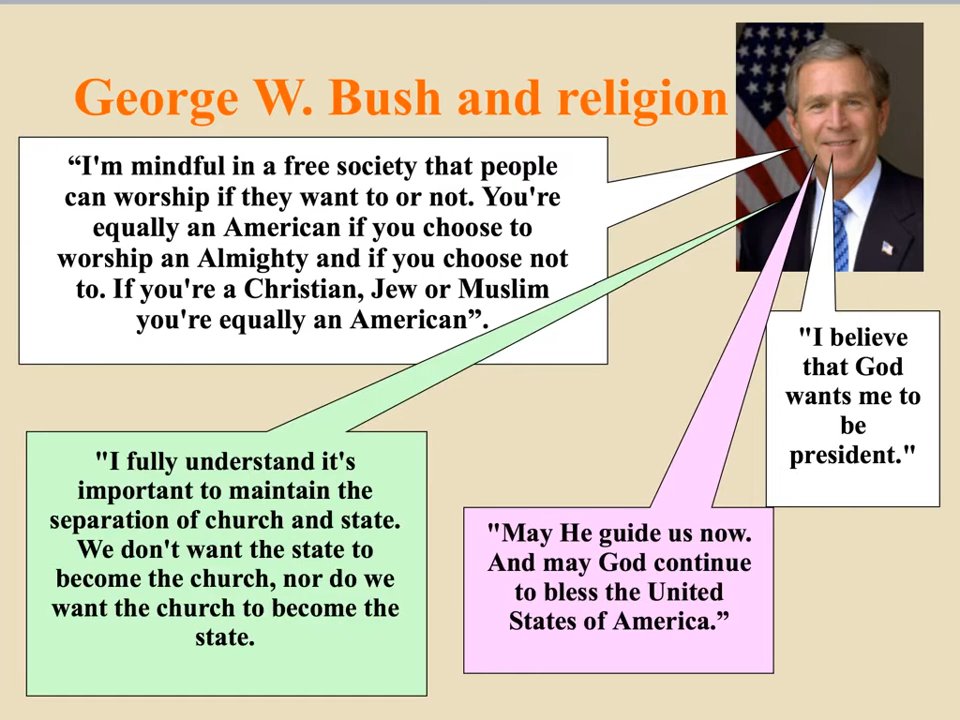 George W. Bush and religion
“I'm mindful in a free society that people
can worship if they want to or not. You're
equally an American if you choose to
worship an Almighty and if you choose not
to. If you're a Christian, Jew or Muslim
you're equally an American”.
"I believe
that God
wants me to
be
president."
"I fully understand it's
important to maintain the
separation of church and state.
We don't want the state to
become the church, nor do we
want the church to become the
state.
"May He guide us now.
And may God continue
to bless the United
States of America.”